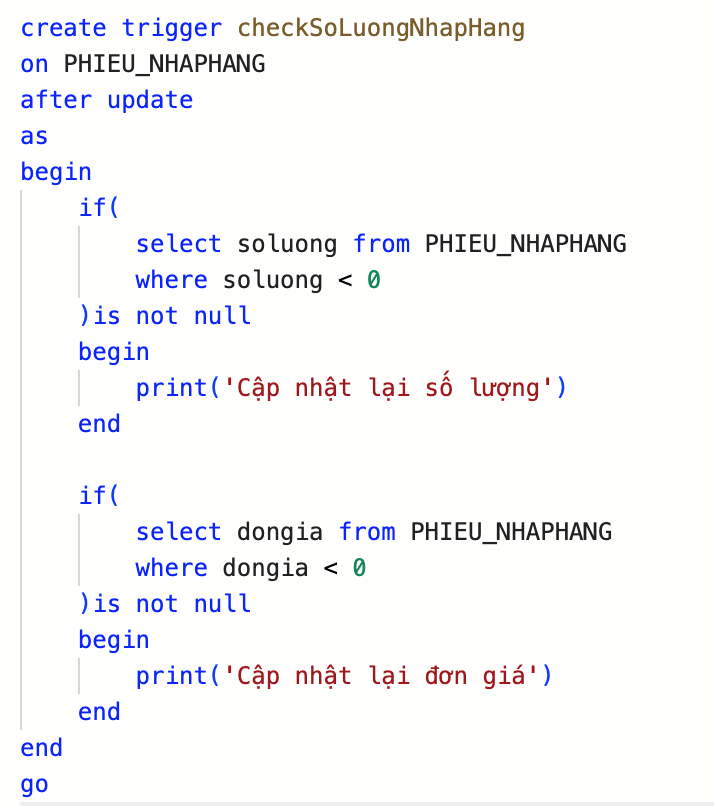 create trigger checkSoLuongNhapHang
on PHIEU_NHAPHANG
after update
as
begin
if(
select soluong from PHIEU_NHAPHANG
where soluong < 0
)is not null
begin
print('Cập nhật lại số lượng')
end
if(
select dongia from PHIEU_NHAPHANG
where dongia < 0
)is not null
begin
print('Cập nhật lại đơn giá')
end
end
go